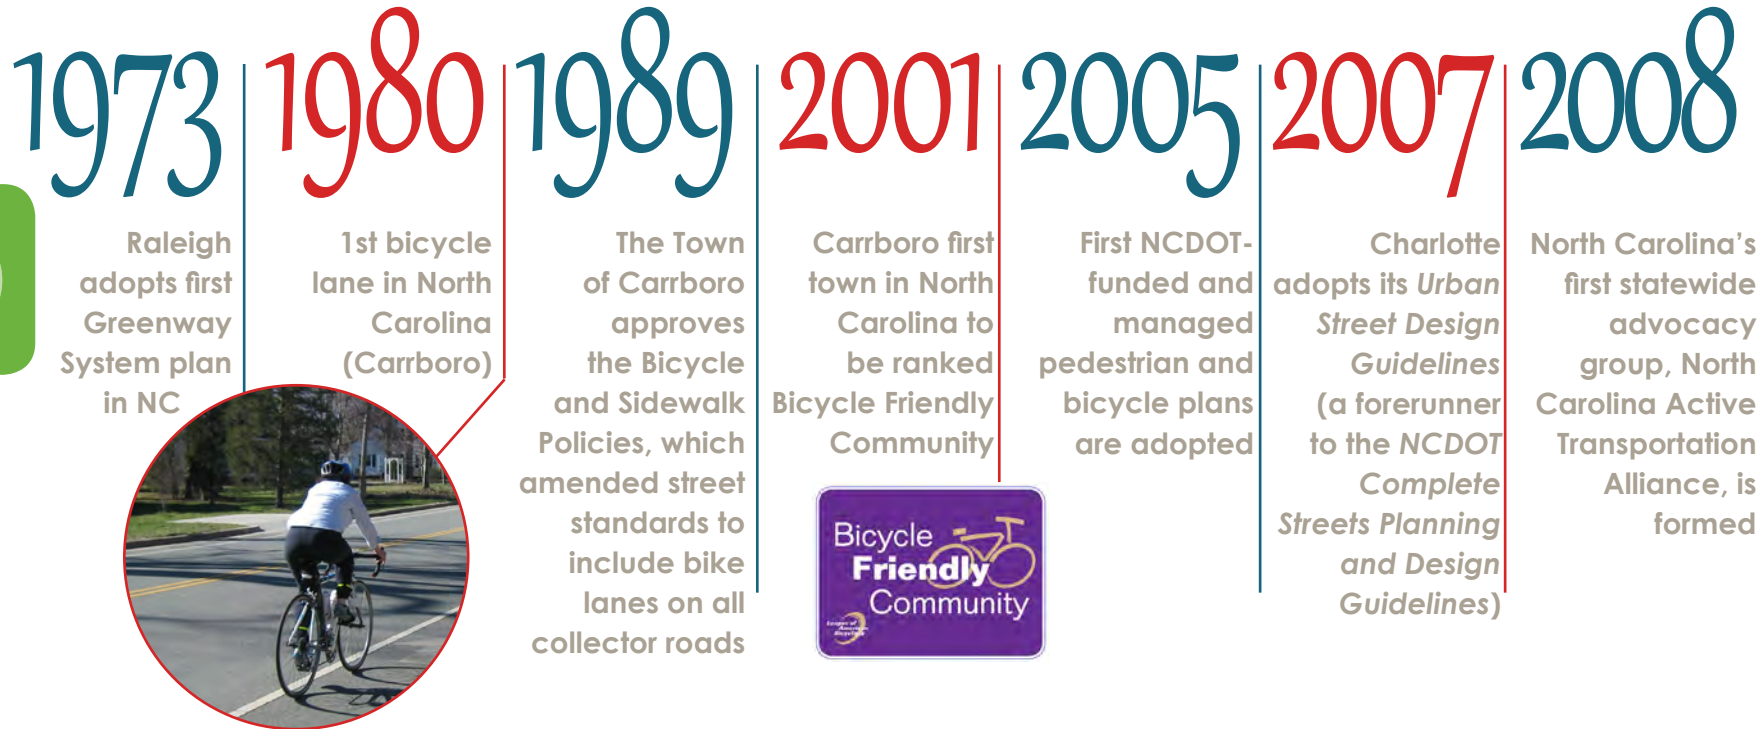 1973
Raleigh
adopts first
Greenway
System plan
in NC
1980
1st bicycle
lane in North
Carolina
(Carrboro)
1989
The Town
of Carrboro
approves
the Bicycle
and Sidewalk
Policies, which
amended street
standards to
include bike
lanes on all
collector roads
2001
Carrboro first
town in North
Carolina to
be ranked
Bicycle Friendly
Community
Bicycle
Friendly
Community
League of
American
Bicyclists
2005
First NCDOT-
funded and
managed
pedestrian and
bicycle plans
are adopted
2007
Charlotte
adopts its Urban
Street Design
Guidelines
(a forerunner
to the NCDOT
Complete
Streets Planning
and Design
Guidelines)
2008
North Carolina’s
first statewide
advocacy
group, North
Carolina Active
Transportation
Alliance, is
formed